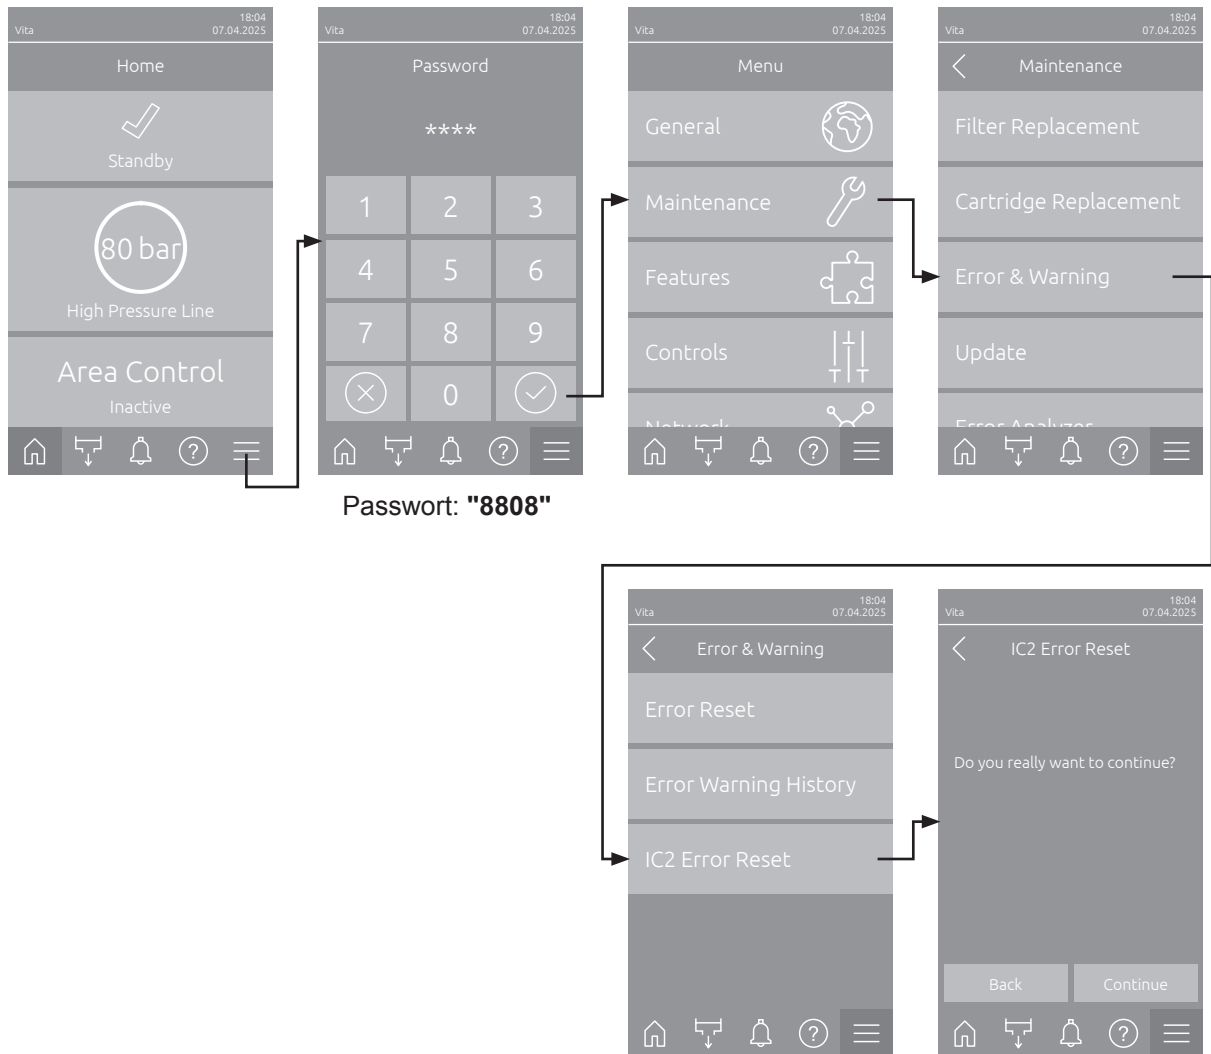 18:04
Vita 07.04.2025
Home
Standby
80 bar
High Pressure Line
Area Control
Inactive
?
18:04
Vita 07.04.2025
Password
****
1 2 3
4 5 6
7 8 9
0
?
Passwort: "8808"
18:04
Vita 07.04.2025
Menu
General
Maintenance
Features
Controls
Network
?
18:04
Vita 07.04.2025
Maintenance
Filter Replacement
Cartridge Replacement
Error & Warning
Update
Error Analyzer
?
18:04
Vita 07.04.2025
Error & Warning
Error Reset
Error Warning History
IC2 Error Reset
?
18:04
Vita 07.04.2025
IC2 Error Reset
Do you really want to continue?
Back Continue
?